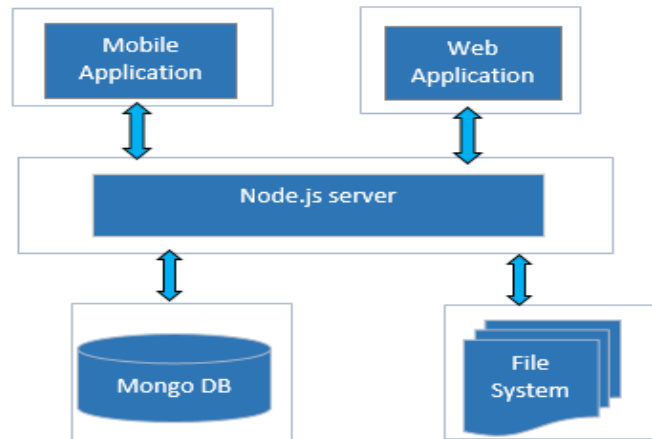 Mobile
Application
Web
Application
Node.js server
Mongo DB
File
System